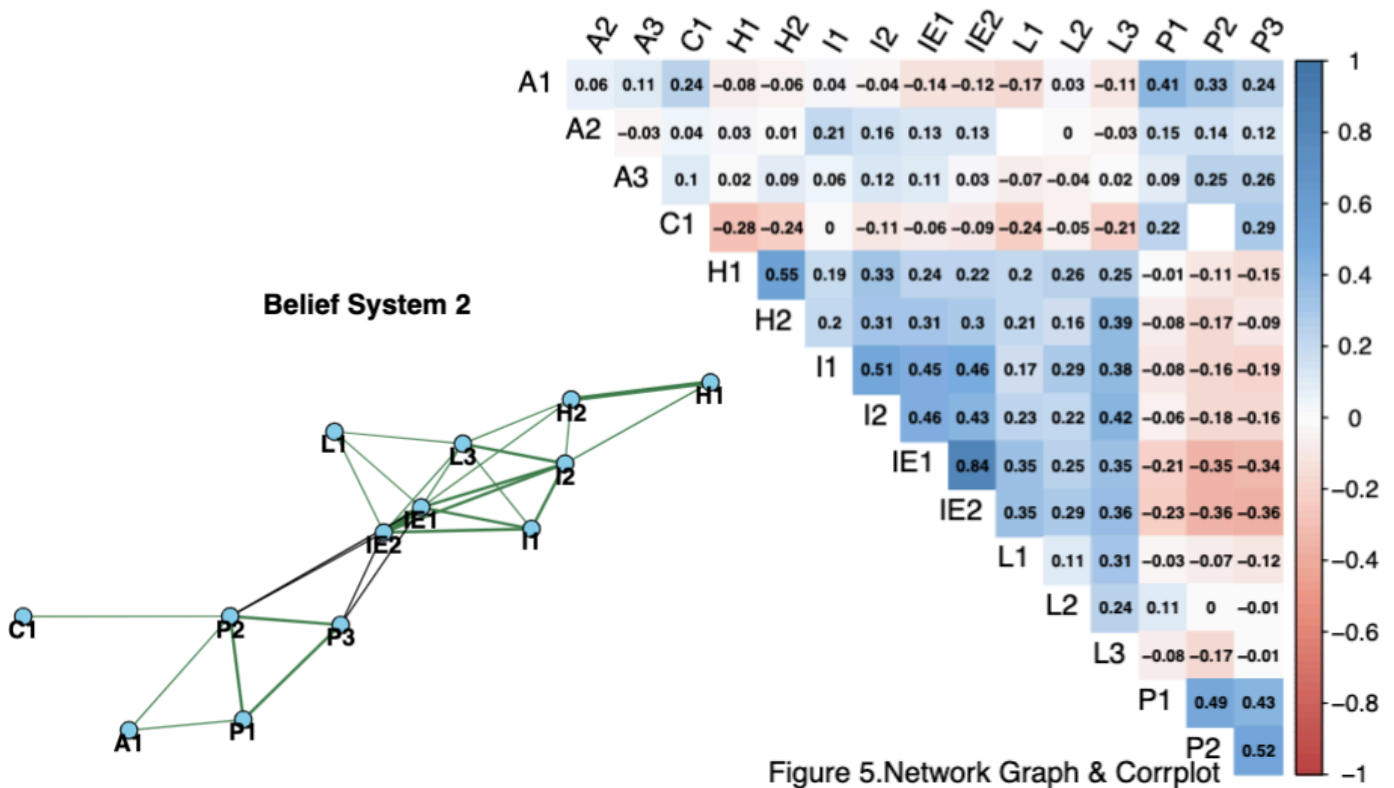 A2 A3 C1 H1 H2 I1 I2 IE1 IE2 L1 L2 L3 P1 P2 P3
A1 0.06 0.11 0.24 −0.08 −0.06 0.04 −0.04 −0.14 −0.12 −0.17 0.03 −0.11 0.41 0.33 0.24
A2 −0.03 0.04 0.03 0.01 0.21 0.16 0.13 0.13 0 −0.03 0.15 0.14 0.12
A3 0.1 0.02 0.09 0.06 0.12 0.11 0.03 −0.07 −0.04 0.02 0.09 0.25 0.26
C1 −0.28 −0.24 0 −0.11 −0.06 −0.09 −0.24 −0.05 −0.21 0.22 0.29
H1 0.55 0.19 0.33 0.24 0.22 0.2 0.26 0.25 −0.01 −0.11 −0.15
H2 0.2 0.31 0.31 0.3 0.21 0.16 0.39 −0.08 −0.17 −0.09
I1 0.51 0.45 0.46 0.17 0.29 0.38 −0.08 −0.16 −0.19
I2 0.46 0.43 0.23 0.22 0.42 −0.06 −0.18 −0.16
IE1 0.84 0.35 0.25 0.35 −0.21 −0.35 −0.34
IE2 0.35 0.29 0.36 −0.23 −0.36 −0.36
L1 0.11 0.31 −0.03 −0.07 −0.12
L2 0.24 0.11 0 −0.01
L3 −0.08 −0.17 −0.01
P1 0.49 0.43
P2 0.52
1
0.8
0.6
0.4
0.2
0
−0.2
−0.4
−0.6
−0.8
−1
Belief System 2
H1
H2
L1
L3
I2
IE1
IE2
I1
C1
P2
P3
A1
P1
Figure 5.Network Graph & Corrplot